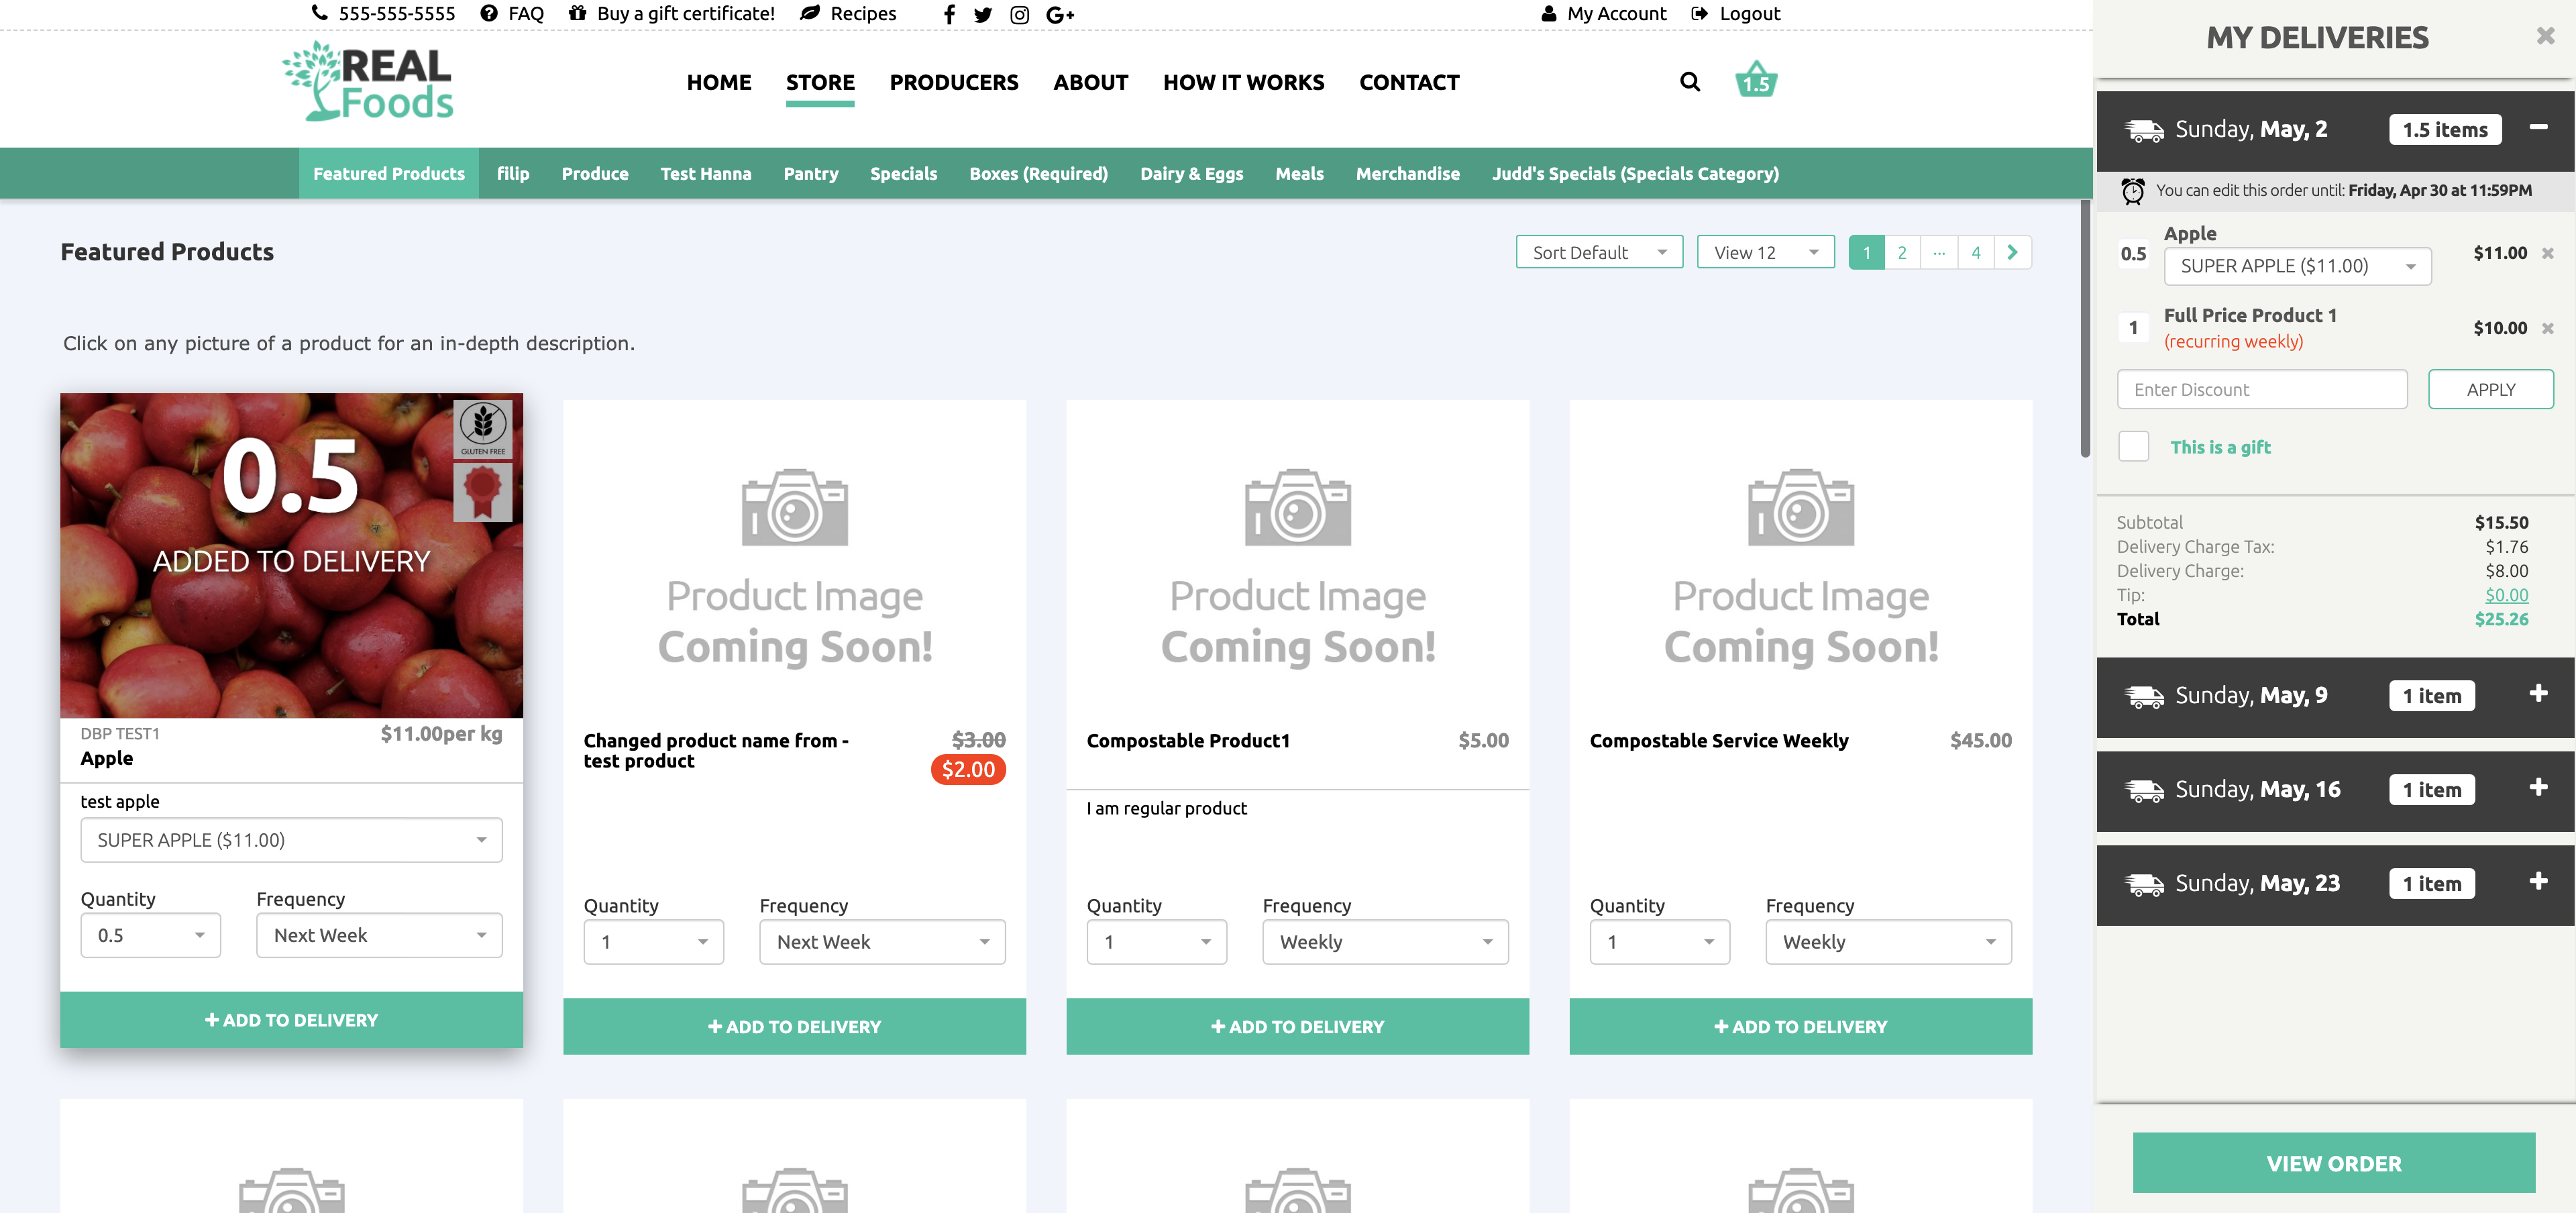 555-555-5555 FAQ Buy a gift certificate! Recipes My Account Logout
REAL
Foods
HOME STORE PRODUCERS ABOUT HOW IT WORKS CONTACT 1.5
Featured Products filip Produce Test Hanna Pantry Specials Boxes (Required) Dairy & Eggs Meals Merchandise Judd's Specials (Specials Category)
Featured Products
Sort Default View 12 1 2 ... 4
Click on any picture of a product for an in-depth description.
GLUTEN FREE
0.5
ADDED TO DELIVERY
DBP TEST1 $11.00per kg
Apple
test apple
SUPER APPLE ($11.00)
Quantity Frequency
0.5 Next Week
+ ADD TO DELIVERY
Product Image
Coming Soon!
Changed product name from - $3.00
test product $2.00
Quantity Frequency
1 Next Week
+ ADD TO DELIVERY
Product Image
Coming Soon!
Compostable Product1 $5.00
I am regular product
Quantity Frequency
1 Weekly
+ ADD TO DELIVERY
Product Image
Coming Soon!
Compostable Service Weekly $45.00
Quantity Frequency
1 Weekly
+ ADD TO DELIVERY
MY DELIVERIES
Sunday, May, 2 1.5 items
You can edit this order until: Friday, Apr 30 at 11:59PM
Apple
0.5 SUPER APPLE ($11.00) $11.00
Full Price Product 1
1 $10.00
(recurring weekly)
Enter Discount APPLY
This is a gift
Subtotal $15.50
Delivery Charge Tax: $1.76
Delivery Charge: $8.00
Tip: $0.00
Total $25.26
Sunday, May, 9 1 item
Sunday, May, 16 1 item
Sunday, May, 23 1 item
VIEW ORDER